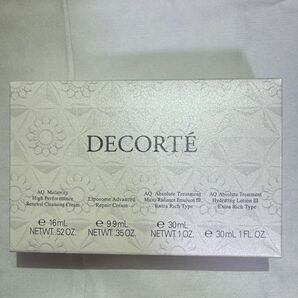 DECORTÉ
AQ Meliority
High Performance
Renewal Cleansing Cream
℮ 16mL
NETWT. .52 OZ.
Liposome Advanced
Repair Cream
℮ 9.9mL
NETWT. .35 OZ.
AQ Absolute Treatment
Micro Radiance Emulsion III
Extra Rich Type
℮ 30mL
NETWT. 1 OZ.
AQ Absolute Treatment
Hydrating Lotion III
Extra Rich Type
℮ 30mL 1 FL. OZ.